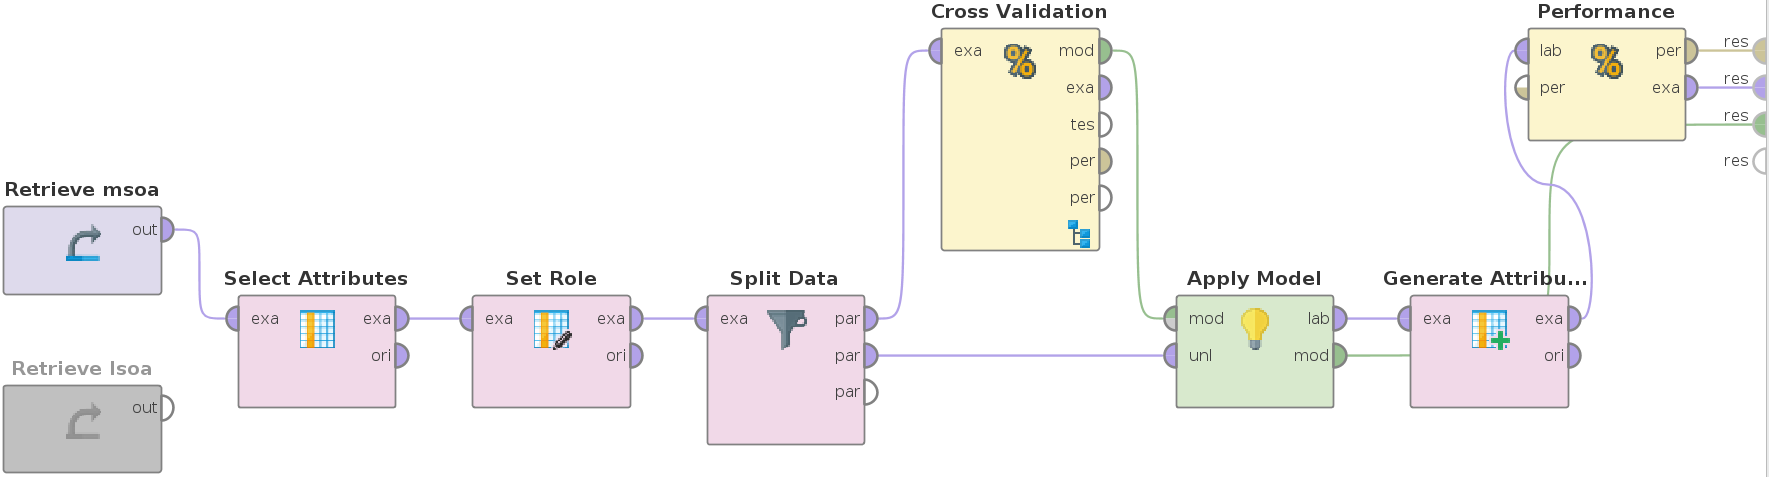 Retrieve msoa
out
Retrieve lsoa
out
Select Attributes
exa exa
ori
Set Role
exa exa
ori
Split Data
exa par
par
par
Cross Validation
exa mod
exa
tes
per
per
Apply Model
mod lab
unl mod
Generate Attribu...
exa exa
ori
Performance
lab per
per exa
res
res
res
res